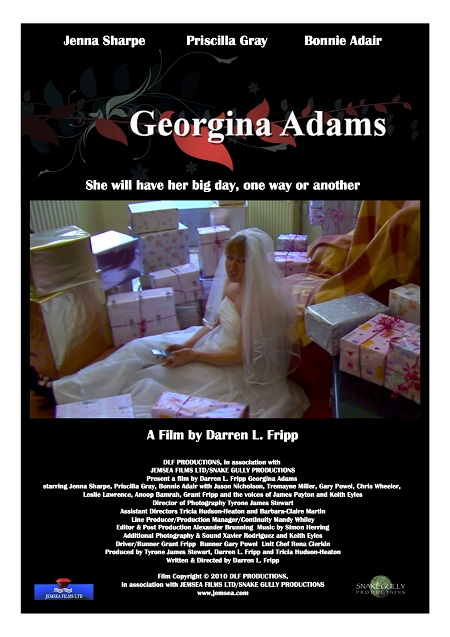 Jenna Sharpe Priscilla Gray Bonnie Adair
Georgina Adams
She will have her big day, one way or another
A Film by Darren L. Fripp
DLF PRODUCTIONS, in association with
JEMSEA FILMS LTD/SNAKE GULLY PRODUCTIONS
Present a film by Darren L. Fripp Georgina Adams
starring Jenna Sharpe, Priscilla Gray, Bonnie Adair with Jason Nicholson, Tremayne Miller, Gary Powel, Chris Wheeler,
Leslie Lawrence, Anoop Bamrah, Grant Fripp and the voices of James Payton and Keith Eyles
Director of Photography Tyrone James Stewart
Assistant Directors Tricia Hudson-Heaton and Barbara-Claire Martin
Line Producer/Production Manager/Continuity Mandy Whiley
Editor & Post Production Alexander Brunning Music by Simon Herring
Additional Photography & Sound Xavier Rodriguez and Keith Eyles
Driver/Runner Grant Fripp Runner Gary Powel Unit Chef Rena Clerkin
Produced by Tyrone James Stewart, Darren L. Fripp and Tricia Hudson-Heaton
Written & Directed by Darren L. Fripp
Film Copyright © 2010 DLF PRODUCTIONS,
in association with JEMSEA FILMS LTD/SNAKE GULLY PRODUCTIONS
www.jemsea.com
JEMSEA FILMS LTD
SNAKE GULLY
PRODUCTIONS